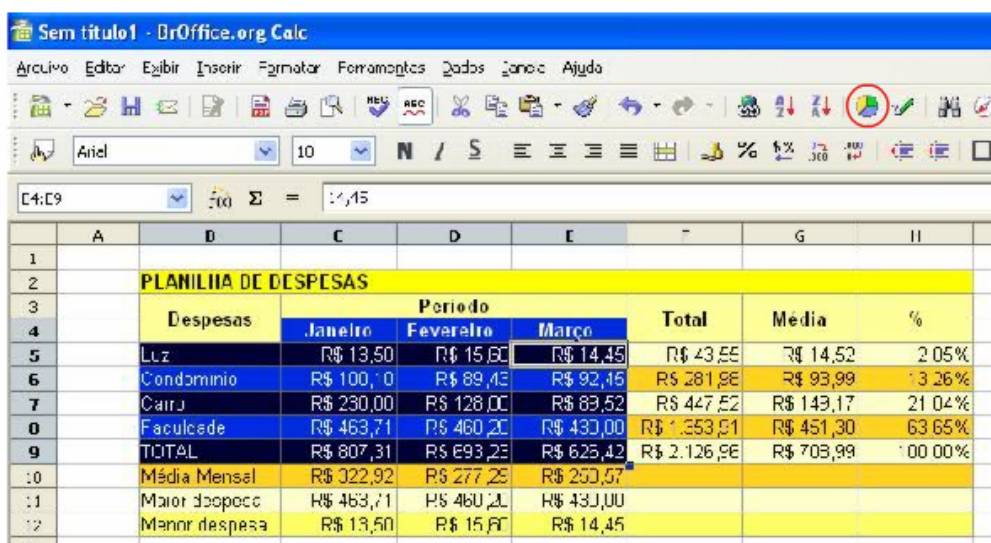 Sem título1 - BrOffice.org Calc
Arquivo Editar Exibir Inserir Formatar Ferramentas Dados Janela Ajuda
Arial 10 N I S
E4:E9 f(x) Σ = 14,45
A B C D E F G H
1
2 PLANILHA DE DESPESAS
3 Despesas Período Total Média %
4 Janeiro Fevereiro Março
5 Luz R$ 13,50 R$ 15,60 R$ 14,45 R$ 43,55 R$ 14,52 2,05%
6 Condomínio R$ 100,10 R$ 89,43 R$ 92,45 R$ 281,98 R$ 93,99 13,26%
7 Carro R$ 230,00 R$ 128,00 R$ 89,52 R$ 447,52 R$ 149,17 21,04%
8 Faculdade R$ 463,71 R$ 460,20 R$ 430,00 R$ 1.353,91 R$ 451,30 63,65%
9 TOTAL R$ 807,31 R$ 693,23 R$ 626,42 R$ 2.126,96 R$ 708,99 100,00%
10 Média Mensal R$ 322,92 R$ 277,29 R$ 250,57
11 Maior despesa R$ 463,71 R$ 460,20 R$ 430,00
12 Menor despesa R$ 13,50 R$ 15,60 R$ 14,45